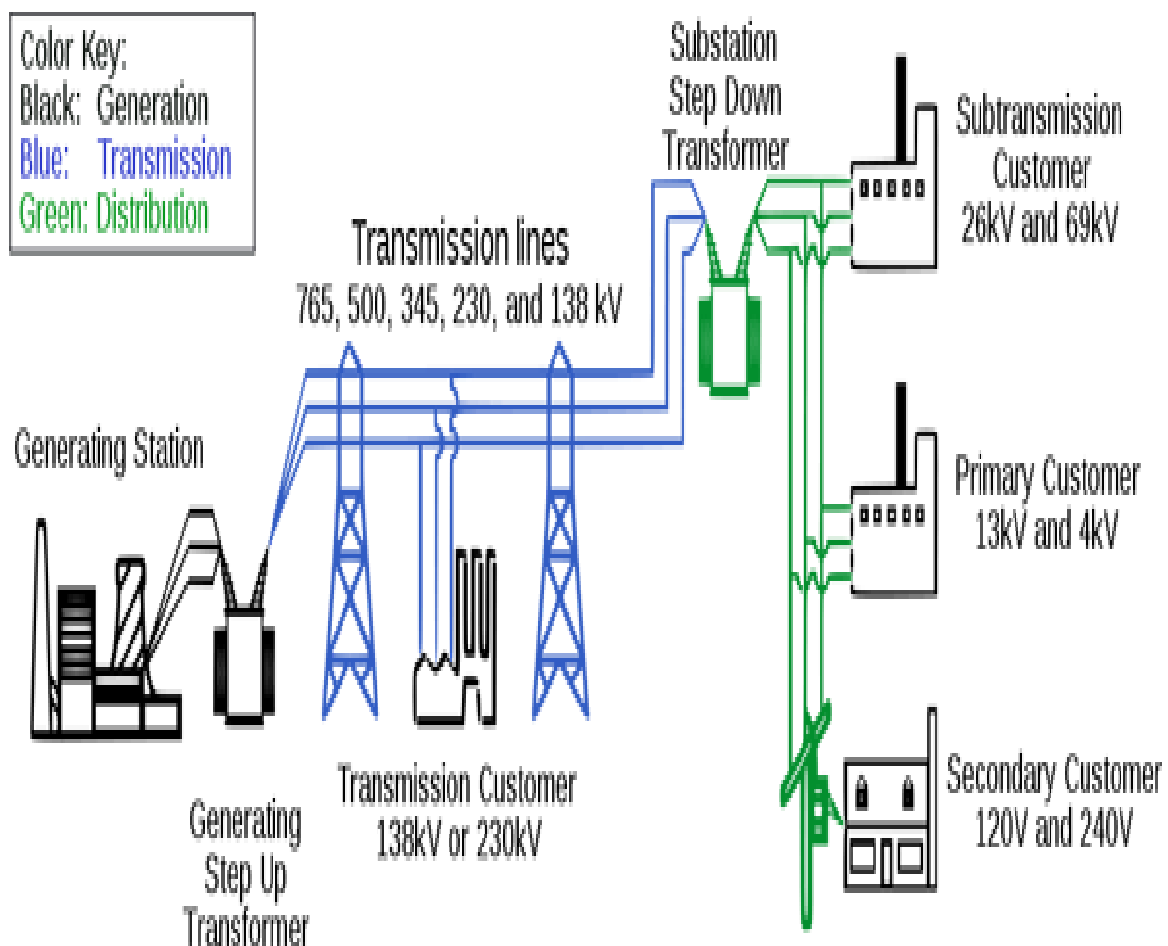 Color Key:
Black: Generation
Blue: Transmission
Green: Distribution
Substation
Step Down
Transformer
Subtransmission
Customer
26kV and 69kV
Transmission lines
765, 500, 345, 230, and 138 kV
Generating Station
Primary Customer
13kV and 4kV
Transmission Customer
138kV or 230kV
Generating
Step Up
Transformer
Secondary Customer
120V and 240V